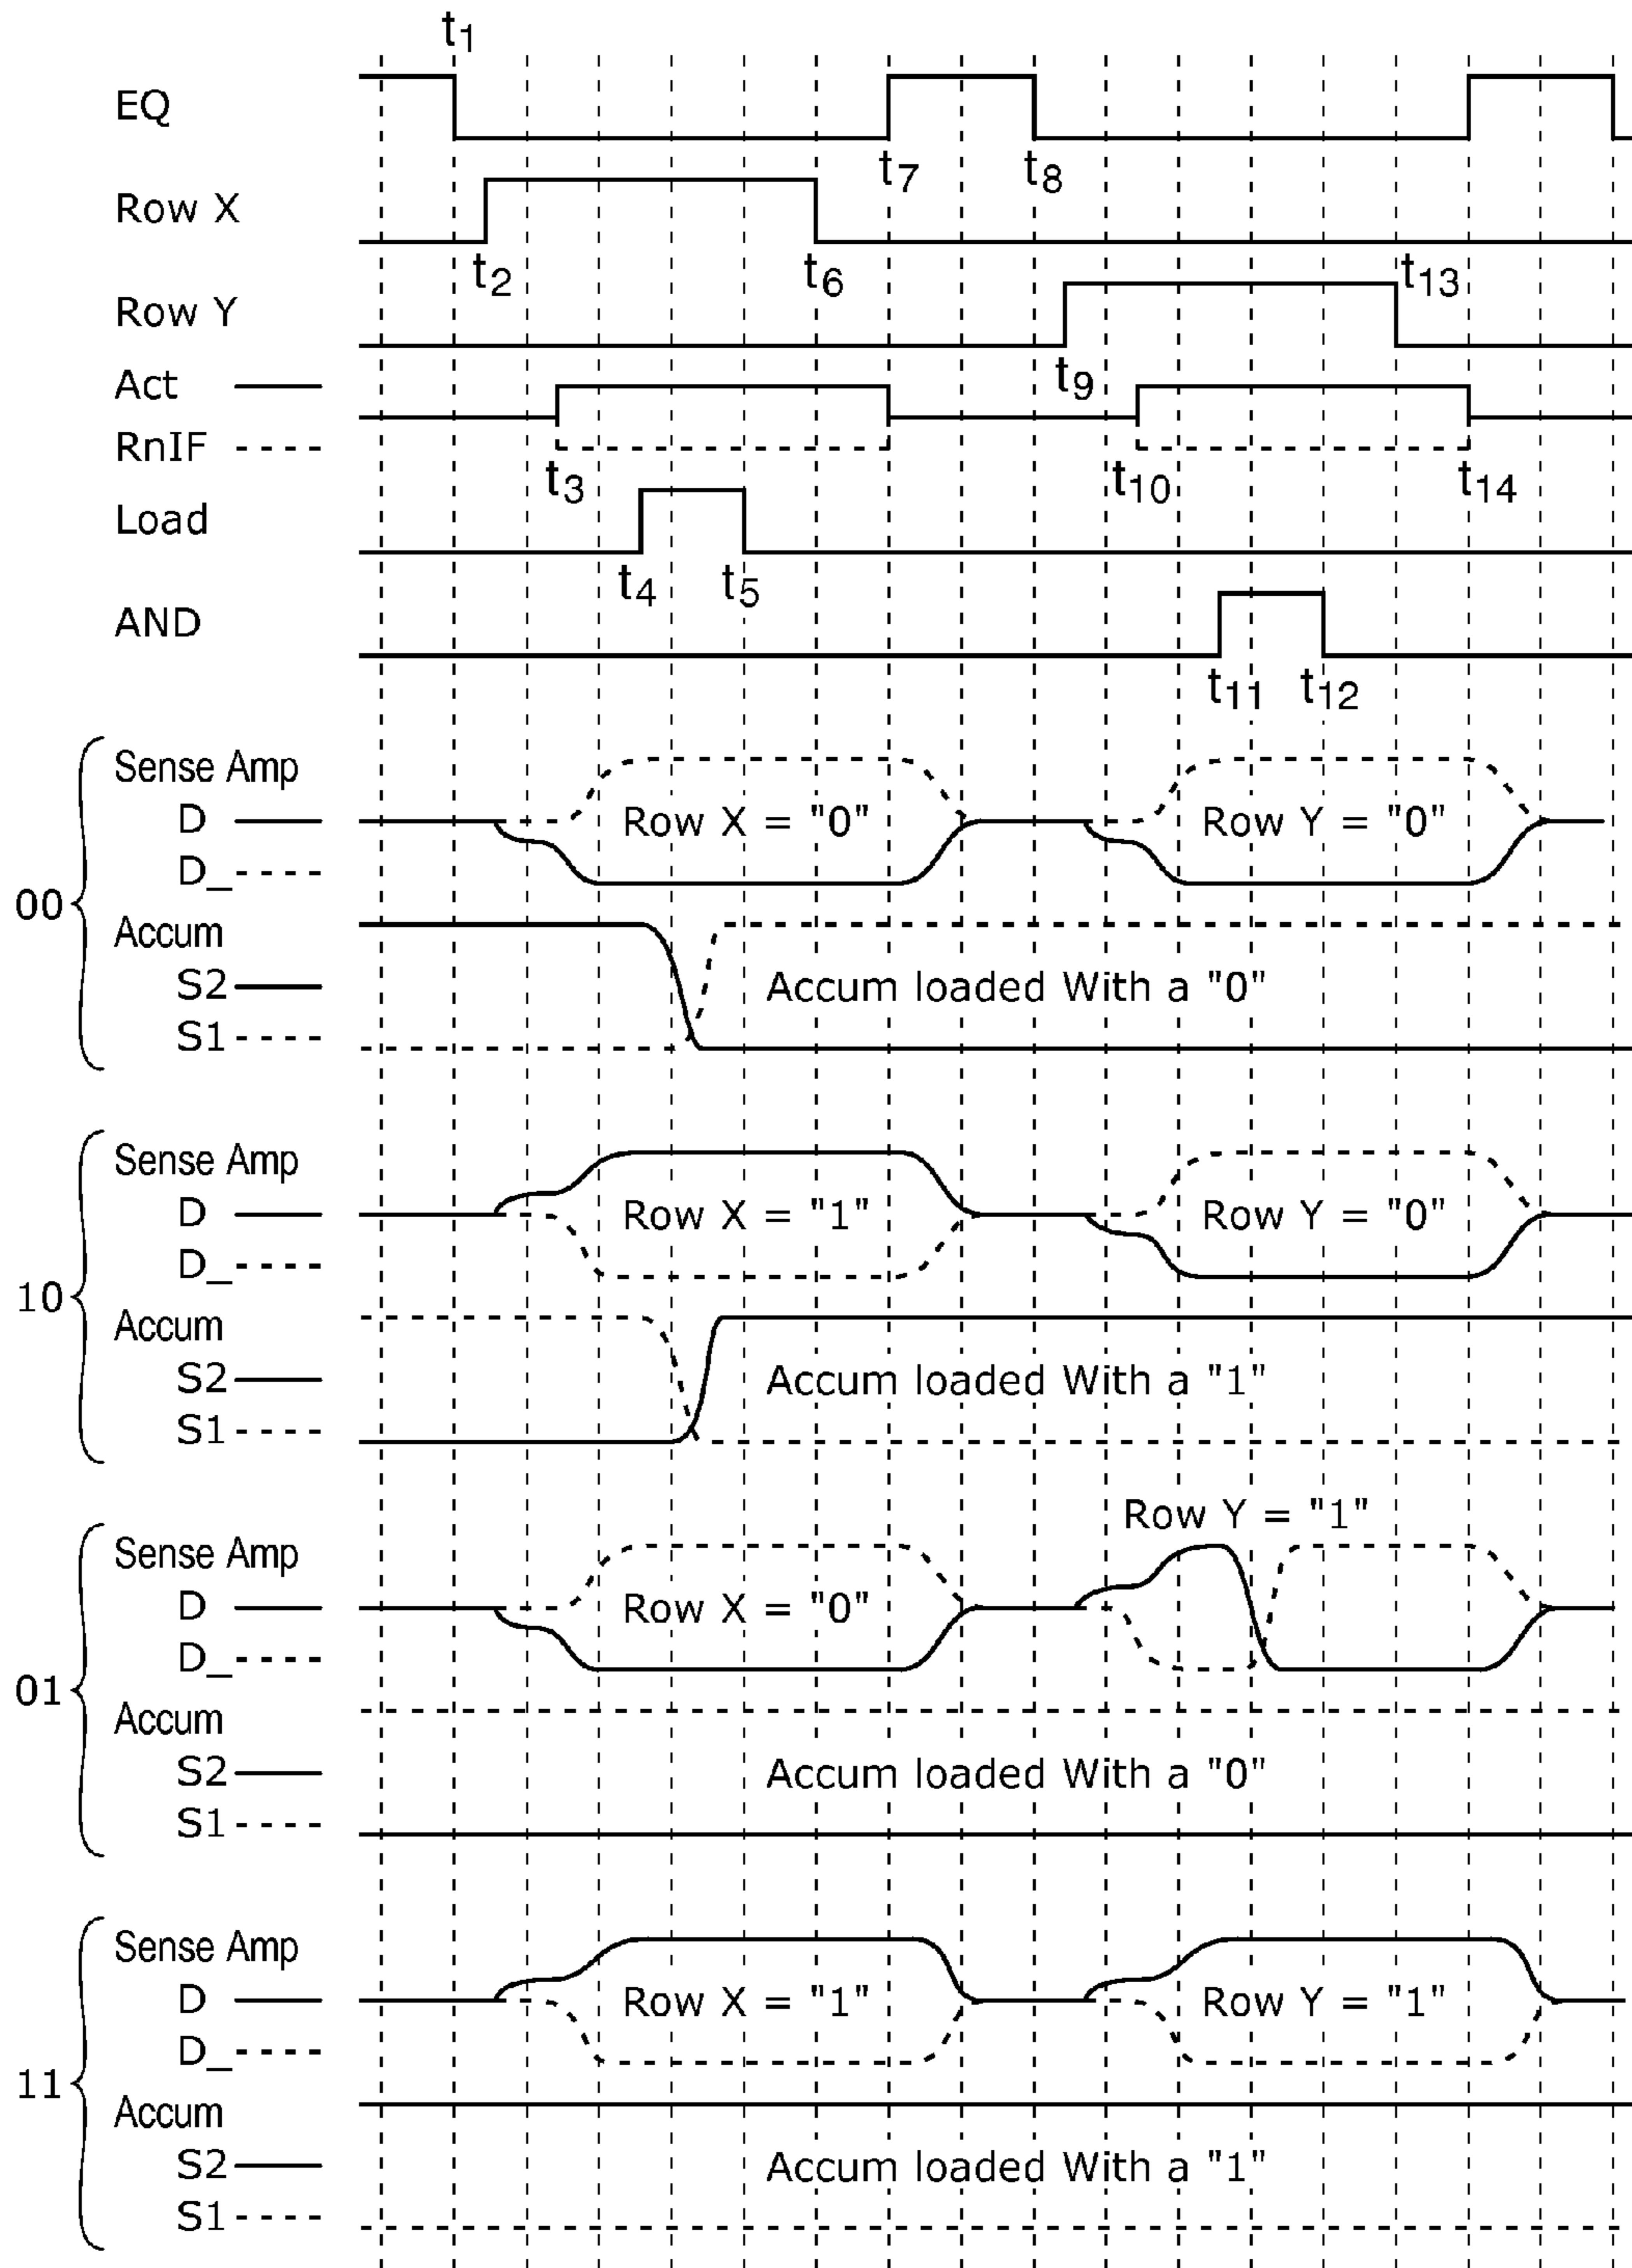 t1
EQ
t7 t8
Row X
t2 t6 t13
Row Y
t9
Act
RnIF
t3 t10 t14
Load
t4 t5
AND
t11 t12
00
Sense Amp
D Row X = "0" Row Y = "0"
D_
Accum
S2 Accum loaded With a "0"
S1
10
Sense Amp
D Row X = "1" Row Y = "0"
D_
Accum
S2 Accum loaded With a "1"
S1
01
Row Y = "1"
Sense Amp
D Row X = "0"
D_
Accum
S2 Accum loaded With a "0"
S1
11
Sense Amp
D Row X = "1" Row Y = "1"
D_
Accum
S2 Accum loaded With a "1"
S1